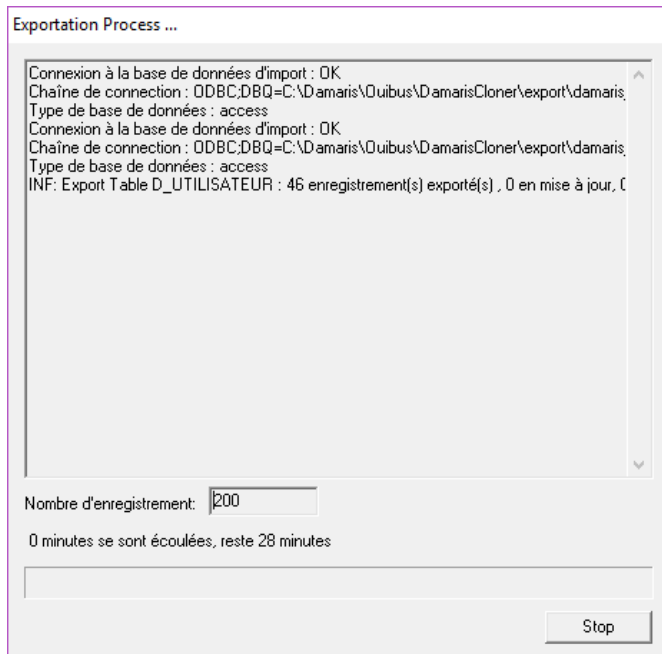 Exportation Process ...
Connexion à la base de données d'import : OK
Chaîne de connection : ODBC;DBQ=C:\Damaris\Ouibus\DamarisCloner\export\damaris_
Type de base de données : access
Connexion à la base de données d'import : OK
Chaîne de connection : ODBC;DBQ=C:\Damaris\Ouibus\DamarisCloner\export\damaris_
Type de base de données : access
INF: Export Table D_UTILISATEUR : 46 enregistrement(s) exporté(s) , 0 en mise à jour, 0
Nombre d'enregistrement: 200
0 minutes se sont écoulées, reste 28 minutes
Stop